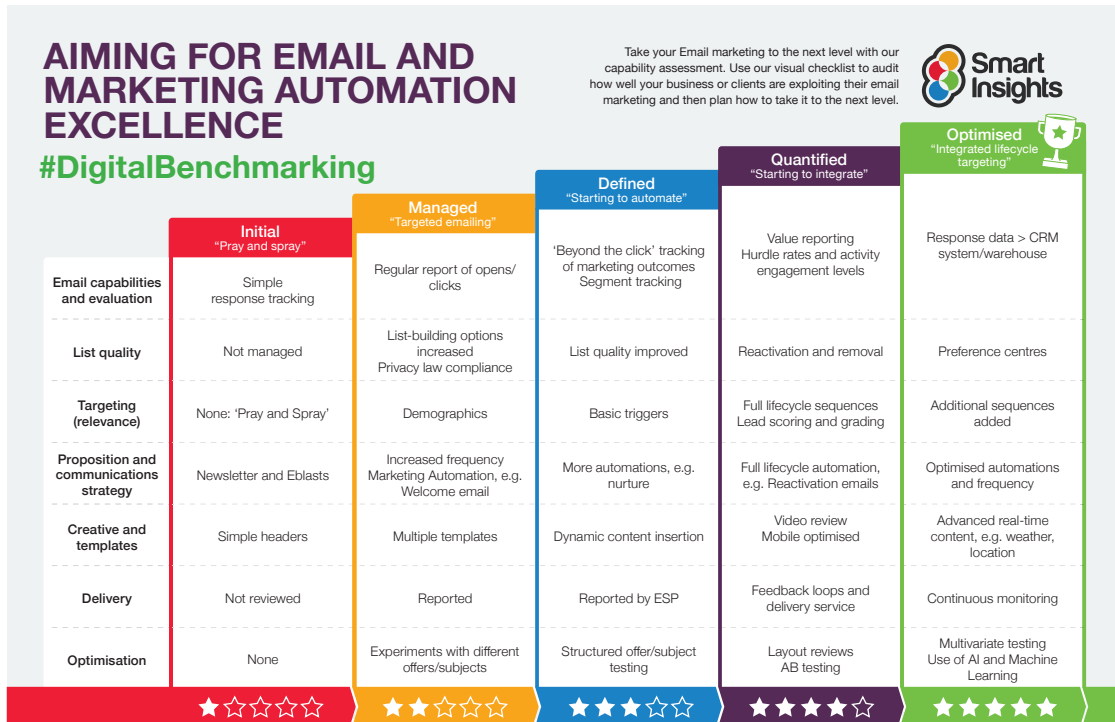 AIMING FOR EMAIL AND
MARKETING AUTOMATION
EXCELLENCE
#DigitalBenchmarking
Take your Email marketing to the next level with our
capability assessment. Use our visual checklist to audit
how well your business or clients are exploiting their email
marketing and then plan how to take it to the next level.
Smart
Insights
Initial
“Pray and spray”
Managed
“Targeted emailing”
Defined
“Starting to automate”
Quantified
“Starting to integrate”
Optimised
“Integrated lifecycle
targeting”
Email capabilities
and evaluation
Simple
response tracking
Regular report of opens/
clicks
‘Beyond the click’ tracking
of marketing outcomes
Segment tracking
Value reporting
Hurdle rates and activity
engagement levels
Response data > CRM
system/warehouse
List quality
Not managed
List-building options
increased
Privacy law compliance
List quality improved
Reactivation and removal
Preference centres
Targeting
(relevance)
None: ‘Pray and Spray’
Demographics
Basic triggers
Full lifecycle sequences
Lead scoring and grading
Additional sequences
added
Proposition and
communications
strategy
Newsletter and Eblasts
Increased frequency
Marketing Automation, e.g.
Welcome email
More automations, e.g.
nurture
Full lifecycle automation,
e.g. Reactivation emails
Optimised automations
and frequency
Creative and
templates
Simple headers
Multiple templates
Dynamic content insertion
Video review
Mobile optimised
Advanced real-time
content, e.g. weather,
location
Delivery
Not reviewed
Reported
Reported by ESP
Feedback loops and
delivery service
Continuous monitoring
Optimisation
None
Experiments with different
offers/subjects
Structured offer/subject
testing
Layout reviews
AB testing
Multivariate testing
Use of AI and Machine
Learning